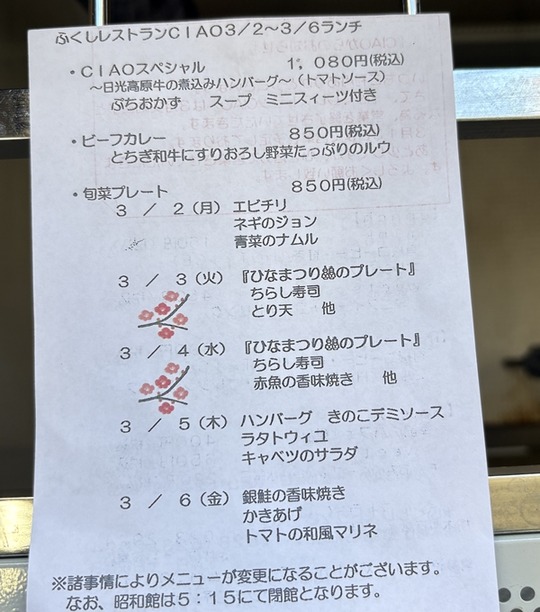 ふくしレストランCIAO3/2～3/6ランチ
・CIAOスペシャル　　1，080円(税込)
～日光高原牛の煮込みハンバーグ～（トマトソース）
ぷちおかず　スープ　ミニスィーツ付き
・ビーフカレー　　850円(税込)
とちぎ和牛にすりおろし野菜たっぷりのルウ
・旬菜プレート　　850円(税込)
3　／　2（月）エビチリ
ネギのジョン
青菜のナムル
3　／　3（火）『ひなまつり🎎のプレート』
ちらし寿司
とり天　他
3　／　4（水）『ひなまつり🎎のプレート』
ちらし寿司
赤魚の香味焼き　他
3　／　5（木）ハンバーグ　きのこデミソース
ラタトウィユ
キャベツのサラダ
3　／　6（金）銀鮭の香味焼き
かきあげ
トマトの和風マリネ
※諸事情によりメニューが変更になることがございます。
なお、昭和館は5：15にて閉館となります。